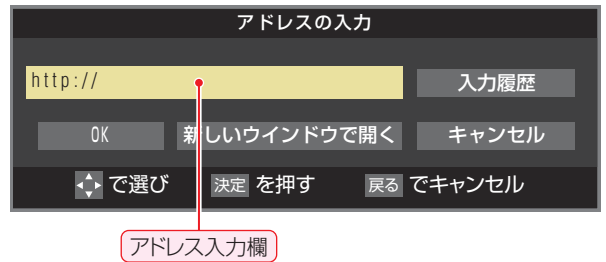 アドレスの入力
http://
入力履歴
OK 新しいウインドウで開く キャンセル
で選び 決定 を押す 戻る でキャンセル
アドレス入力欄